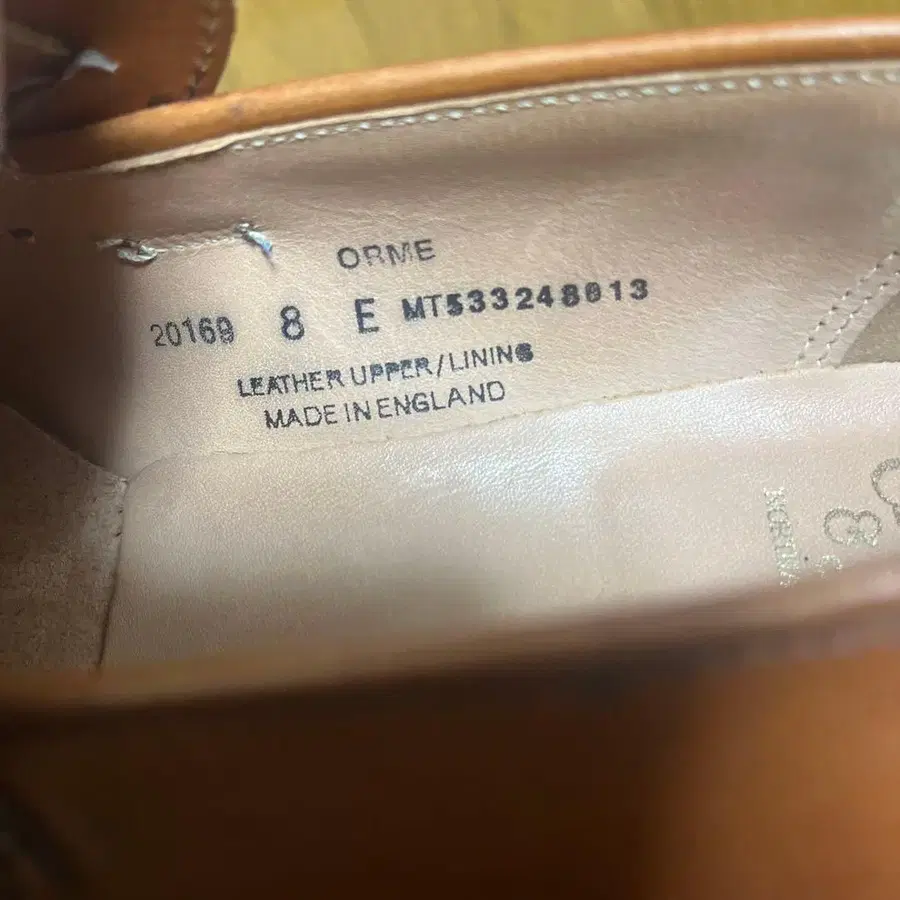 ORME
20169 8 E MT533248013
LEATHER UPPER/LINING
MADE IN ENGLAND